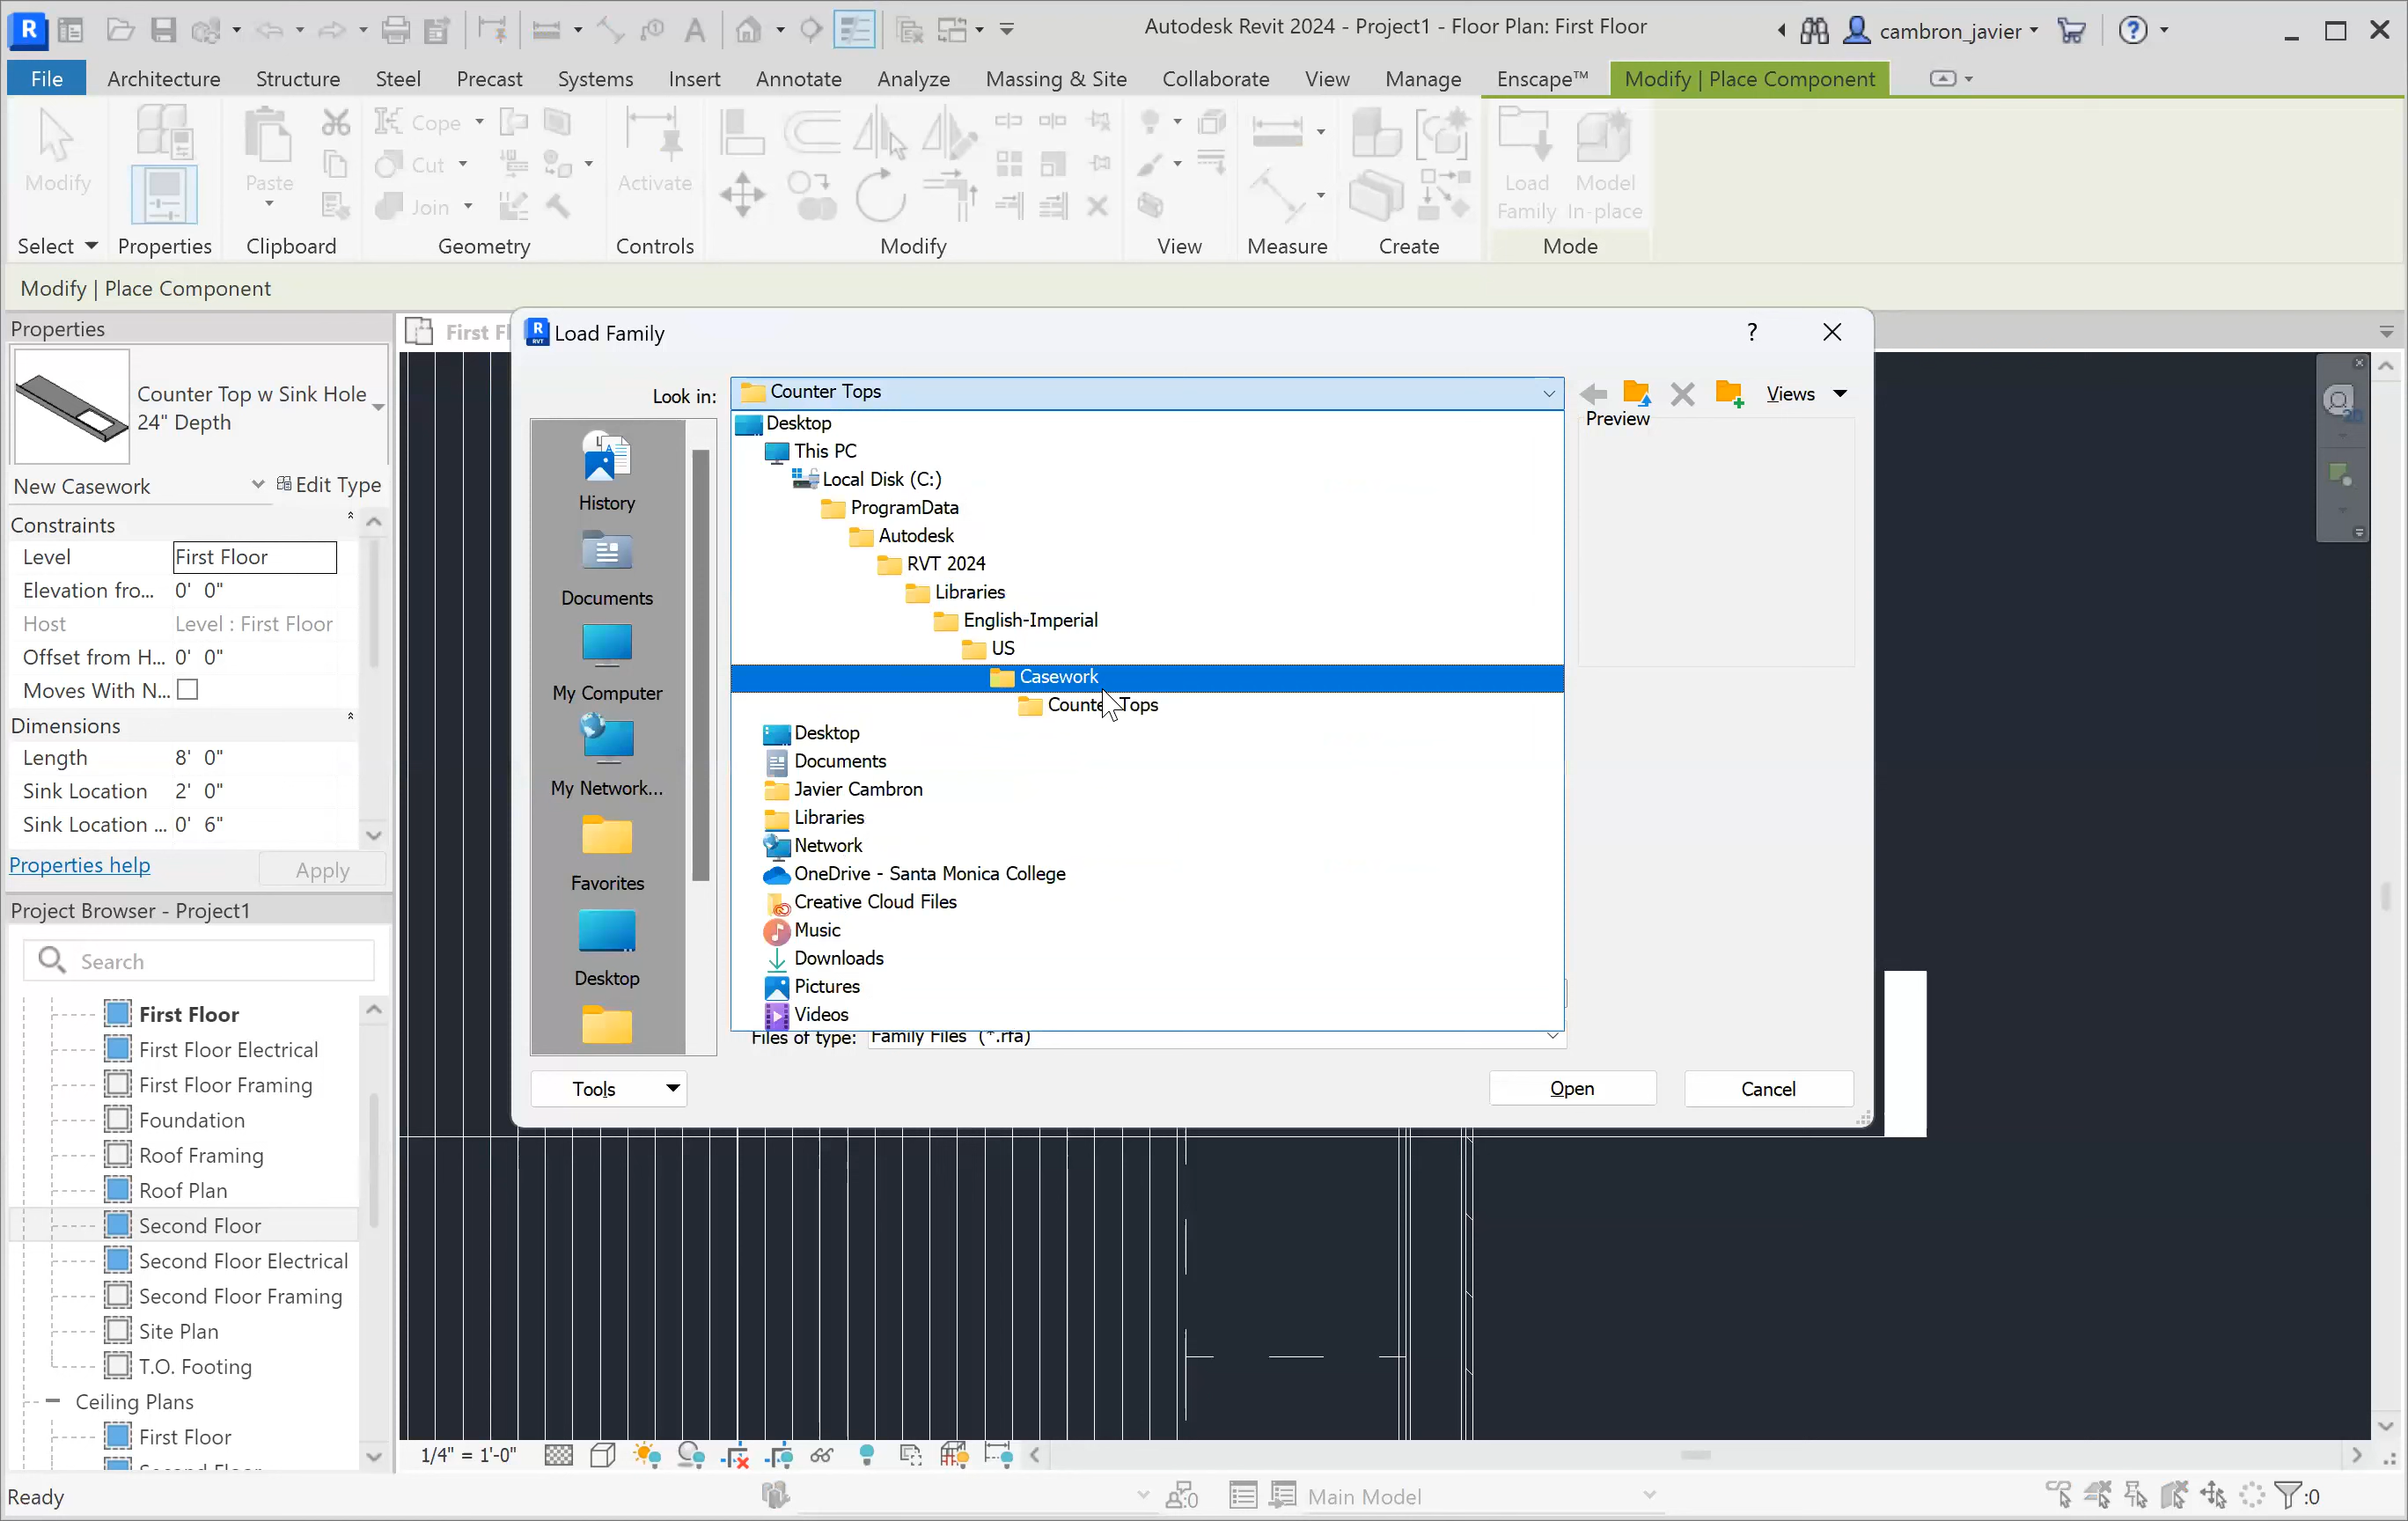 Autodesk Revit 2024 - Project1 - Floor Plan: First Floor
cambron_javier
File Architecture Structure Steel Precast Systems Insert Annotate Analyze Massing & Site Collaborate View Manage Enscape™ Modify | Place Component
Modify
Paste
Cope
Cut
Join
Activate
Load Family
Model In-place
Select Properties Clipboard Geometry Controls Modify View Measure Create Mode
Modify | Place Component
Properties
Counter Top w Sink Hole
24" Depth
New Casework
Edit Type
Constraints
Level First Floor
Elevation fro... 0' 0"
Host Level : First Floor
Offset from H... 0' 0"
Moves With N...
Dimensions
Length 8' 0"
Sink Location 2' 0"
Sink Location ... 0' 6"
Properties help
Apply
Project Browser - Project1
Search
First Floor
First Floor Electrical
First Floor Framing
Foundation
Roof Framing
Roof Plan
Second Floor
Second Floor Electrical
Second Floor Framing
Site Plan
T.O. Footing
Ceiling Plans
First Floor
First Fl
Load Family
?
Look in:
Counter Tops
Views
Preview
History
Documents
My Computer
My Network...
Favorites
Desktop
Desktop
This PC
Local Disk (C:)
ProgramData
Autodesk
RVT 2024
Libraries
English-Imperial
US
Casework
Counter Tops
Desktop
Documents
Javier Cambron
Libraries
Network
OneDrive - Santa Monica College
Creative Cloud Files
Music
Downloads
Pictures
Videos
Files of type: Family Files (*.rfa)
Tools
Open
Cancel
1/4" = 1'-0"
Ready
:0
Main Model
:0